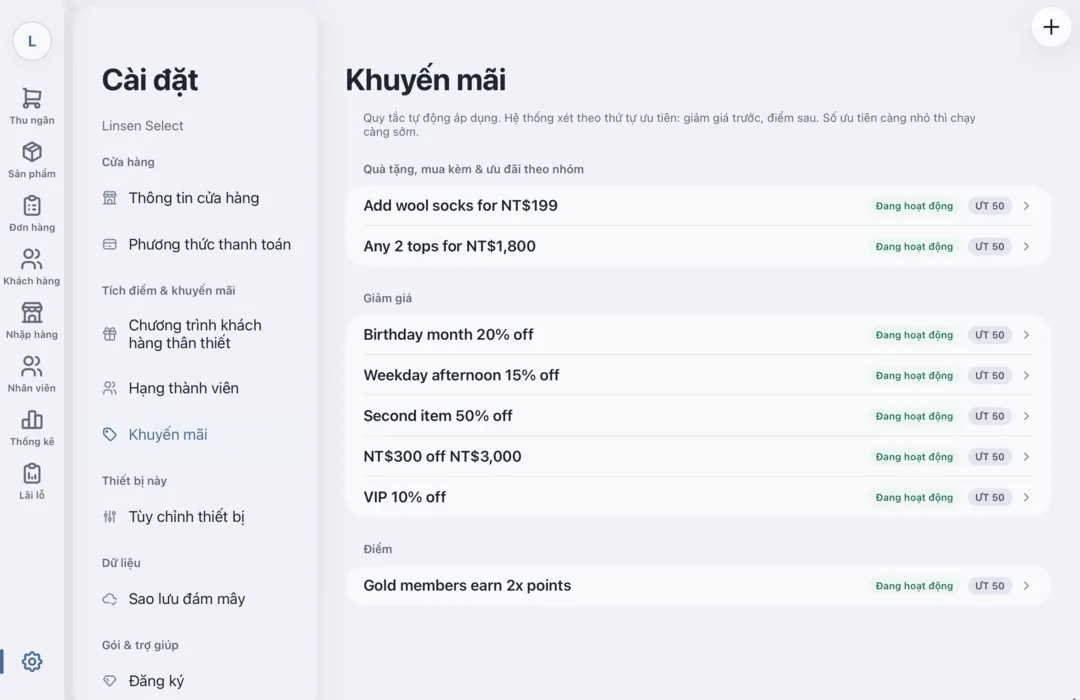 L
Thu ngân
Sản phẩm
Đơn hàng
Khách hàng
Nhập hàng
Nhân viên
Thống kê
Lãi lỗ
Cài đặt
Linsen Select
Cửa hàng
Thông tin cửa hàng
Phương thức thanh toán
Tích điểm & khuyến mãi
Chương trình khách
hàng thân thiết
Hạng thành viên
Khuyến mãi
Thiết bị này
Tùy chỉnh thiết bị
Dữ liệu
Sao lưu đám mây
Gói & trợ giúp
Đăng ký
Khuyến mãi
Quy tắc tự động áp dụng. Hệ thống xét theo thứ tự ưu tiên: giảm giá trước, điểm sau. Số ưu tiên càng nhỏ thì chạy
càng sớm.
Quà tặng, mua kèm & ưu đãi theo nhóm
Add wool socks for NT$199 Đang hoạt động ƯT 50
Any 2 tops for NT$1,800 Đang hoạt động ƯT 50
Giảm giá
Birthday month 20% off Đang hoạt động ƯT 50
Weekday afternoon 15% off Đang hoạt động ƯT 50
Second item 50% off Đang hoạt động ƯT 50
NT$300 off NT$3,000 Đang hoạt động ƯT 50
VIP 10% off Đang hoạt động ƯT 50
Điểm
Gold members earn 2x points Đang hoạt động ƯT 50